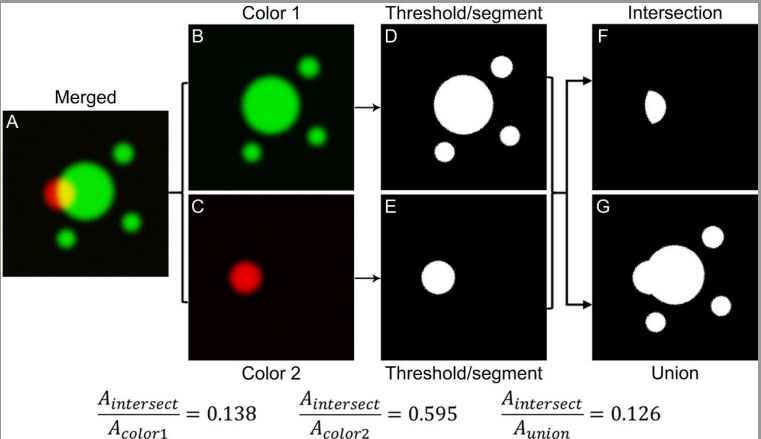 Color 1
Threshold/segment
Intersection
B
D
F
Merged
A
C
E
G
Color 2
Threshold/segment
Union
A_intersect / A_color1 = 0.138
A_intersect / A_color2 = 0.595
A_intersect / A_union = 0.126